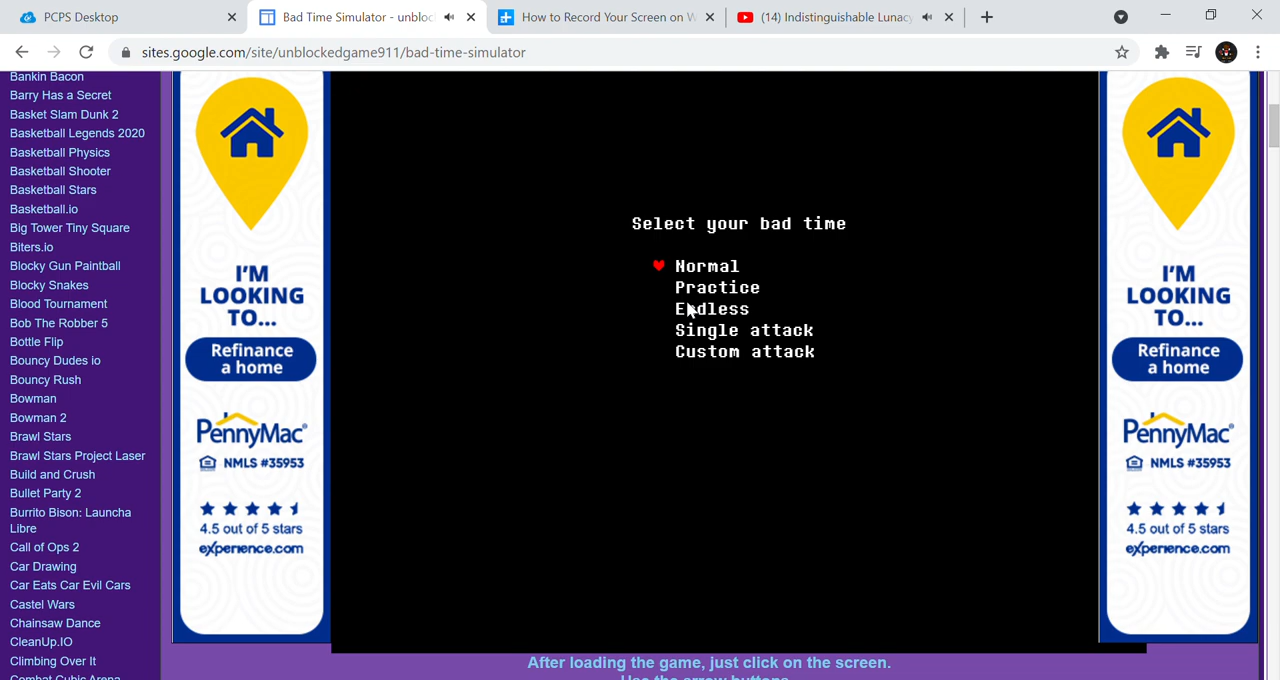 PCPS Desktop
Bad Time Simulator - unbloc
How to Record Your Screen on W
(14) Indistinguishable Lunacy
sites.google.com/site/unblockedgame911/bad-time-simulator
Bankin Bacon
Barry Has a Secret
Basket Slam Dunk 2
Basketball Legends 2020
Basketball Physics
Basketball Shooter
Basketball Stars
Basketball.io
Big Tower Tiny Square
Biters.io
Blocky Gun Paintball
Blocky Snakes
Blood Tournament
Bob The Robber 5
Bottle Flip
Bouncy Dudes io
Bouncy Rush
Bowman
Bowman 2
Brawl Stars
Brawl Stars Project Laser
Build and Crush
Bullet Party 2
Burrito Bison: Launcha
Libre
Call of Ops 2
Car Drawing
Car Eats Car Evil Cars
Castel Wars
Chainsaw Dance
CleanUp.IO
Climbing Over It
Combat Cubic Arena
I'M
LOOKING
TO...
Refinance
a home
PennyMac
NMLS #35953
4.5 out of 5 stars
experience.com
Select your bad time
Normal
Practice
Endless
Single attack
Custom attack
I'M
LOOKING
TO...
Refinance
a home
PennyMac
NMLS #35953
4.5 out of 5 stars
experience.com
After loading the game, just click on the screen.
Use the arrow buttons